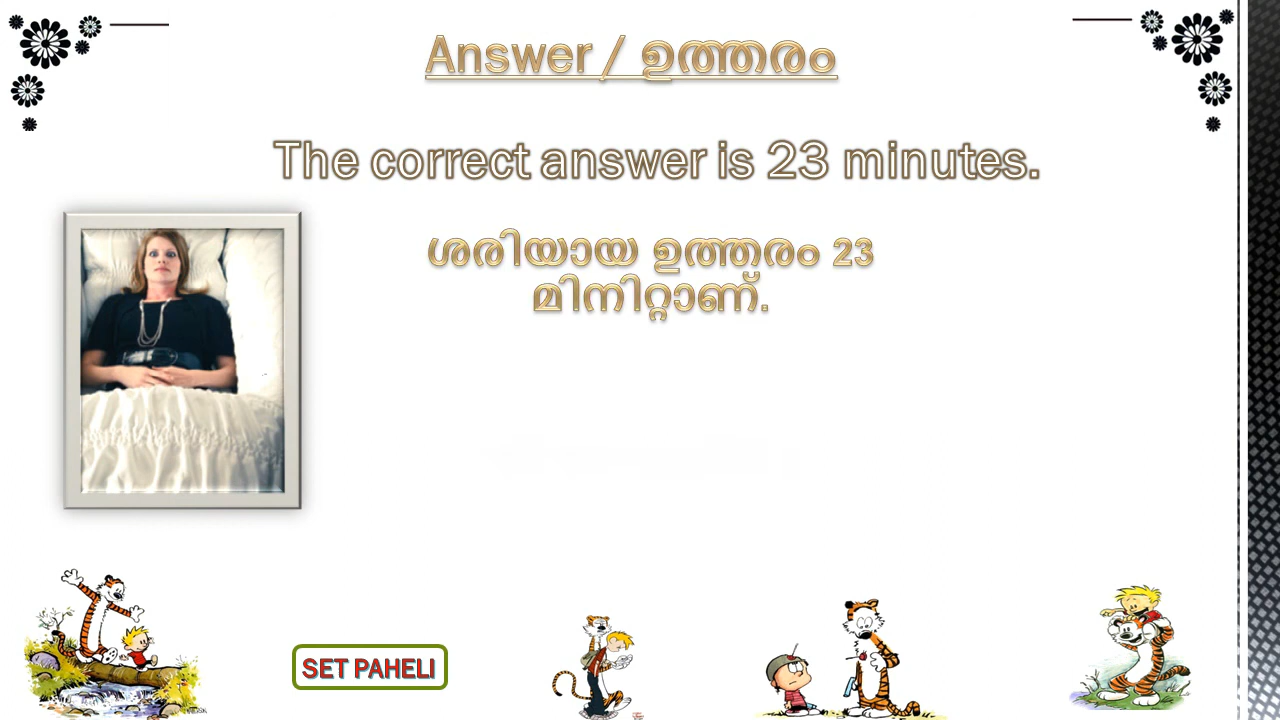 Answer / ഉത്തരം
The correct answer is 23 minutes.
ശരിയായ ഉത്തരം 23
മിനിറ്റാണ്.
SET PAHELI